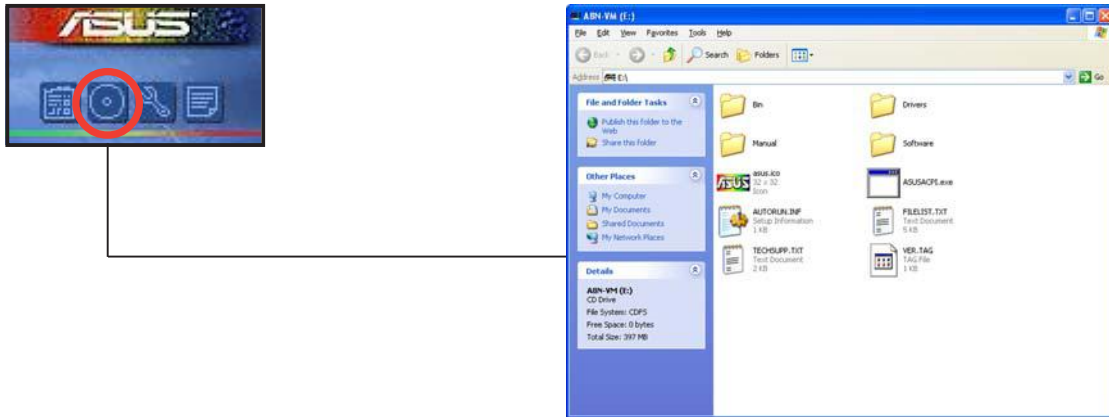 ASUS
A8N-VM (E:)
File Edit View Favorites Tools Help
Back Search Folders
Address E:\ Go
File and Folder Tasks
Publish this folder to the
Web
Share this folder
Other Places
My Computer
My Documents
Shared Documents
My Network Places
Details
A8N-VM (E:)
CD Drive
File System: CDFS
Free Space: 0 bytes
Total Size: 397 MB
Bin
Drivers
Manual
Software
ASUS
asus.ico
32 x 32
Icon
ASUSACPI.exe
AUTORUN.INF
Setup Information
1 KB
FILELIST.TXT
Text Document
5 KB
TECHSUPP.TXT
Text Document
2 KB
VER.TAG
TAG File
1 KB